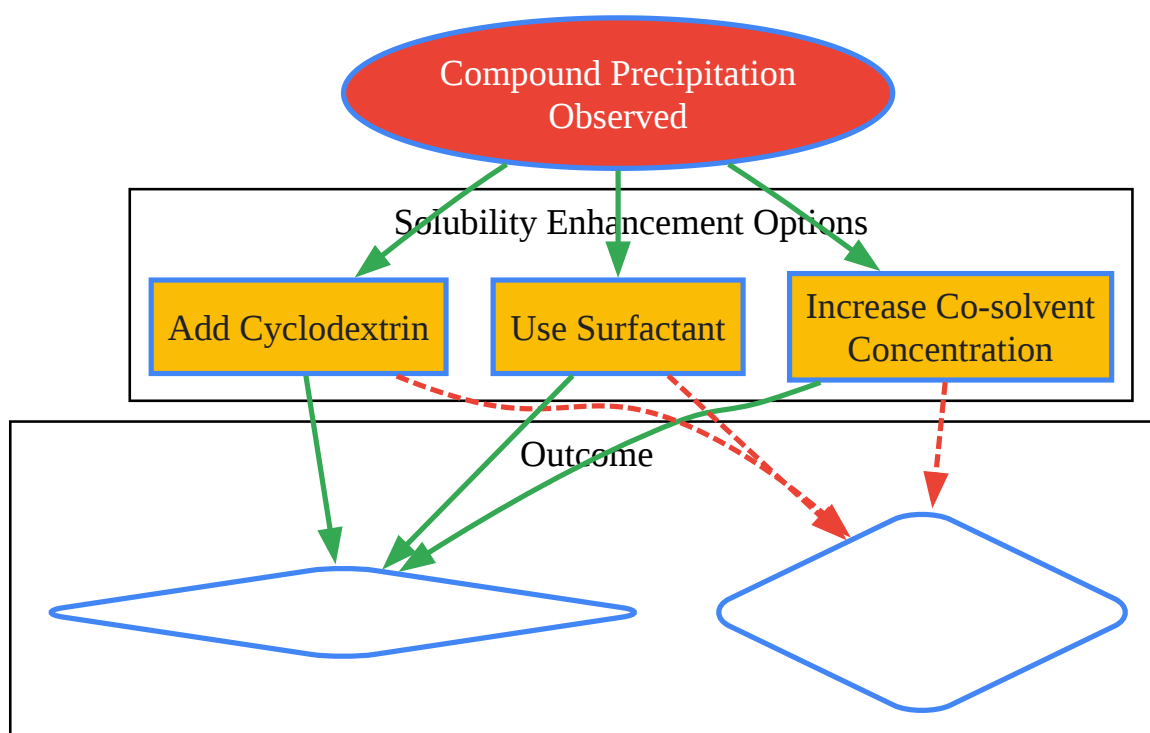 Compound Precipitation
Observed
Solubility Enhancement Options
Add Cyclodextrin
Use Surfactant
Increase Co-solvent
Concentration
Outcome